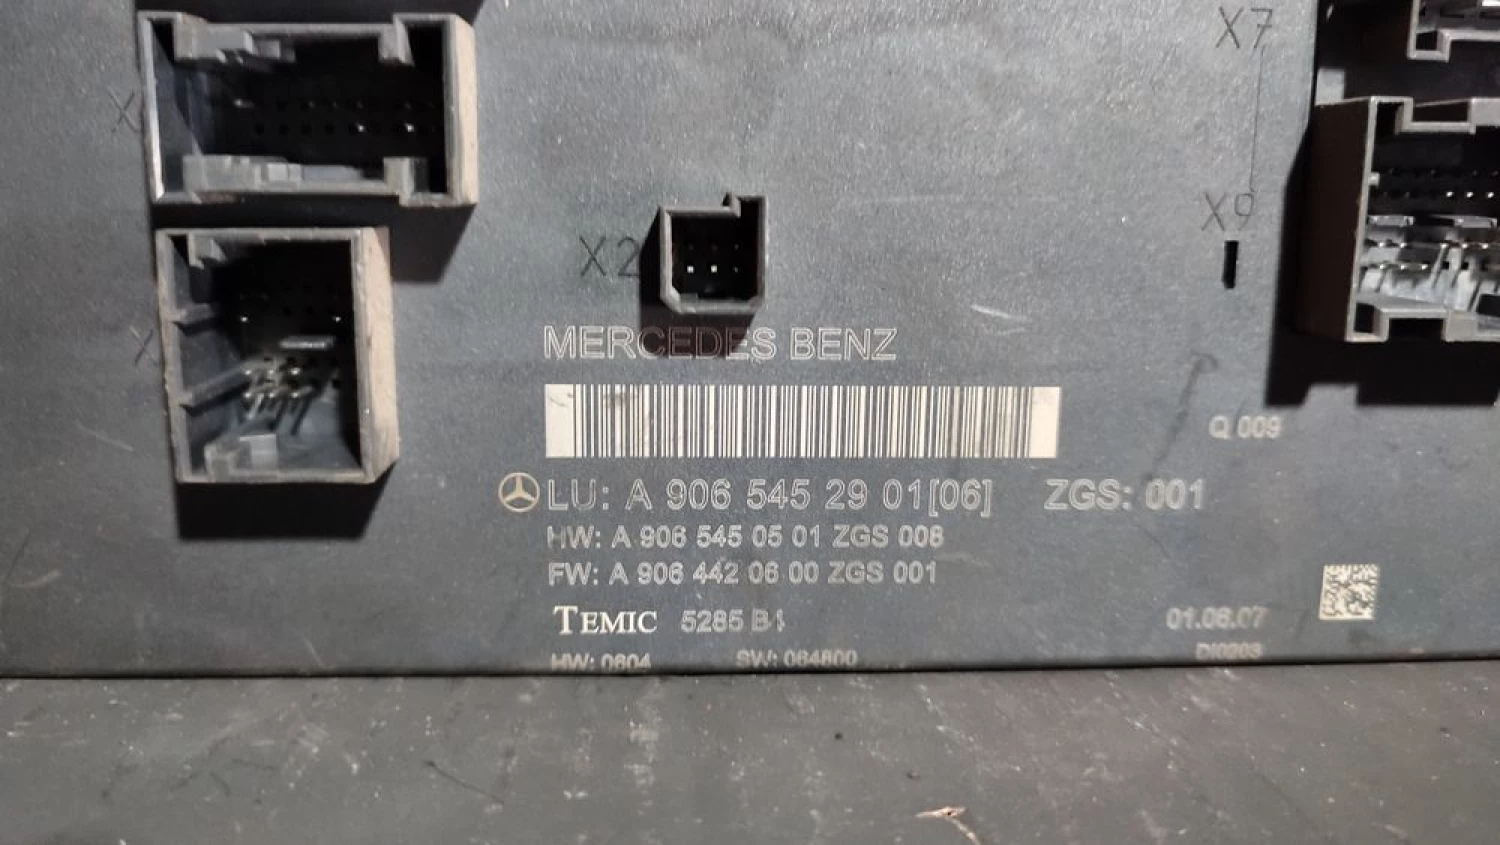 X7
X9
X2
MERCEDES BENZ
Q 009
LU: A 906 545 29 01[06] ZGS: 001
HW: A 906 545 05 01 ZGS 008
FW: A 906 442 06 00 ZGS 001
TEMIC 5285 B1 01.06.07
HW: 0604 SW: 064800